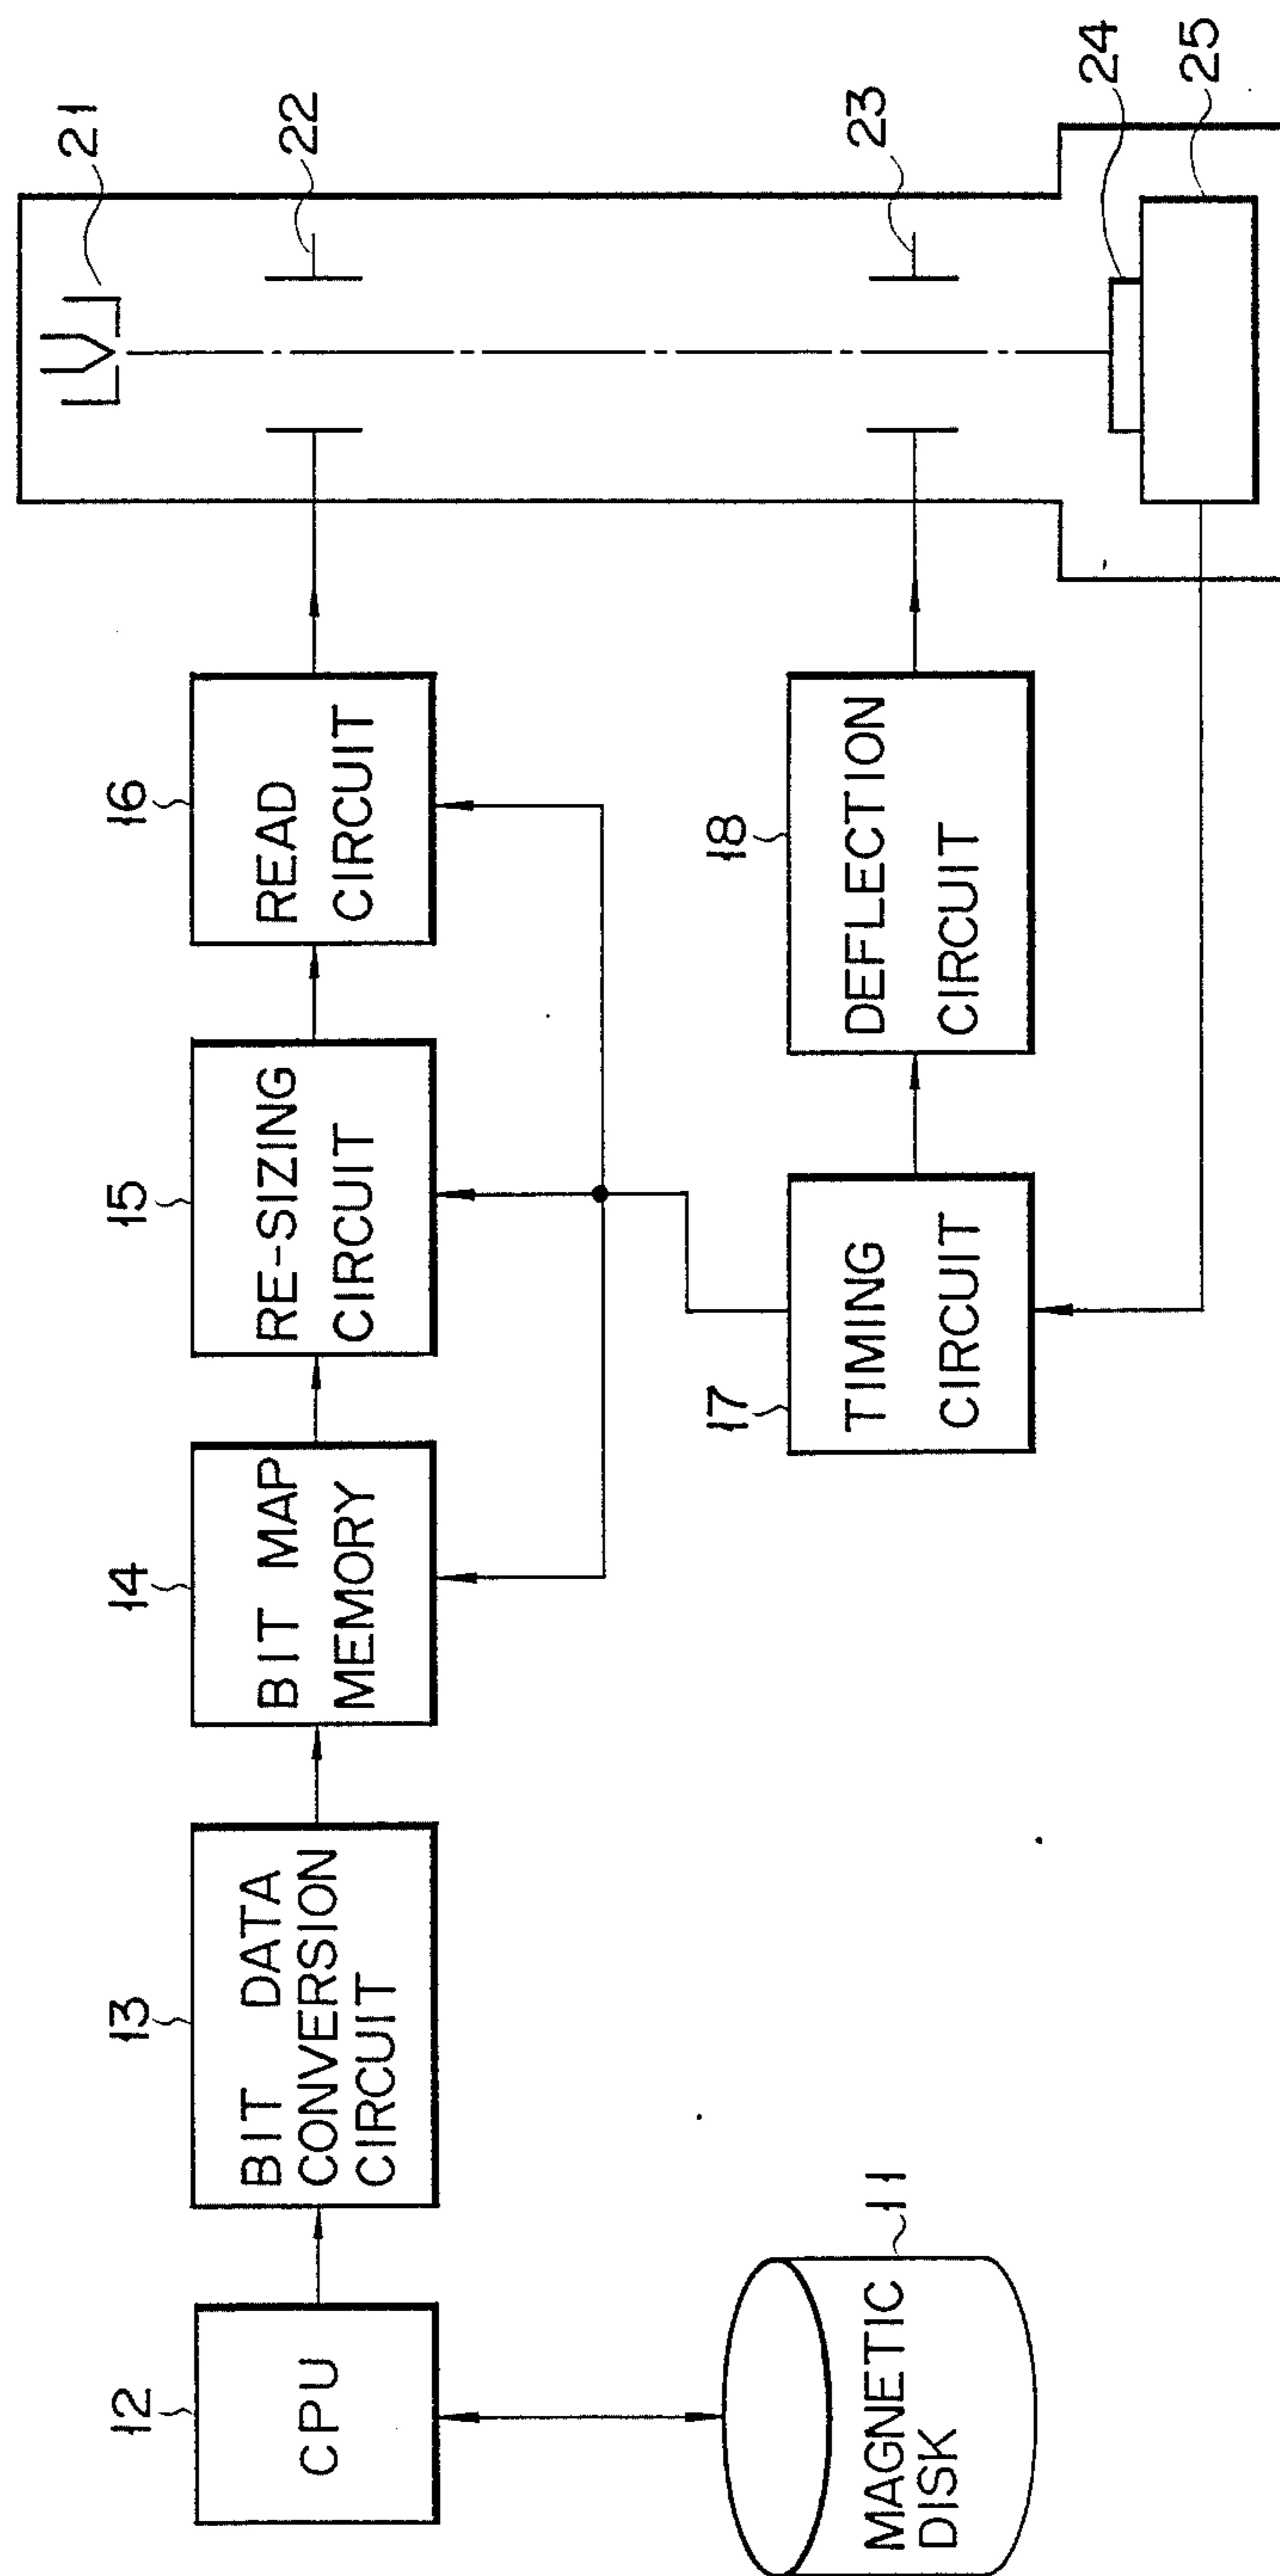 12
CPU
13
BIT DATA
CONVERSION
CIRCUIT
14
BIT MAP
MEMORY
15
RE-SIZING
CIRCUIT
16
READ
CIRCUIT
21
22
23
24
25
11
MAGNETIC
DISK
17
TIMING
CIRCUIT
18
DEFLECTION
CIRCUIT